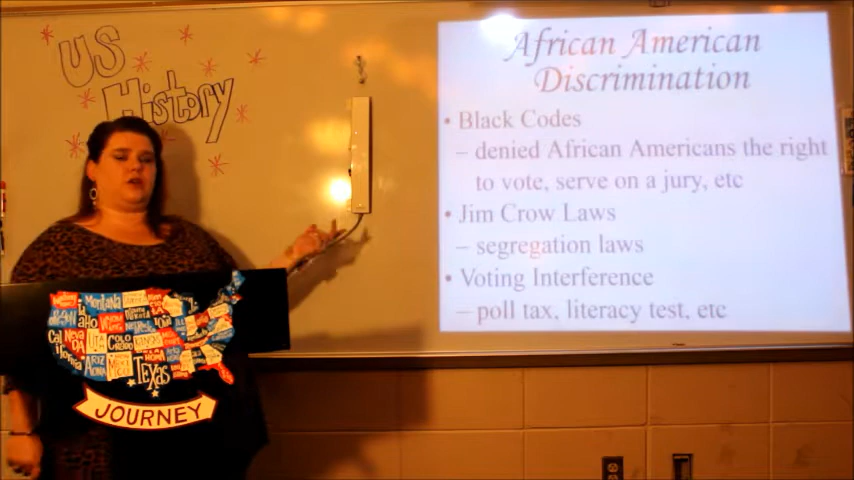 US
History
African American
Discrimination
• Black Codes
– denied African Americans the right
to vote, serve on a jury, etc
• Jim Crow Laws
– segregation laws
• Voting Interference
– poll tax, literacy test, etc
Montana
Texas
JOURNEY